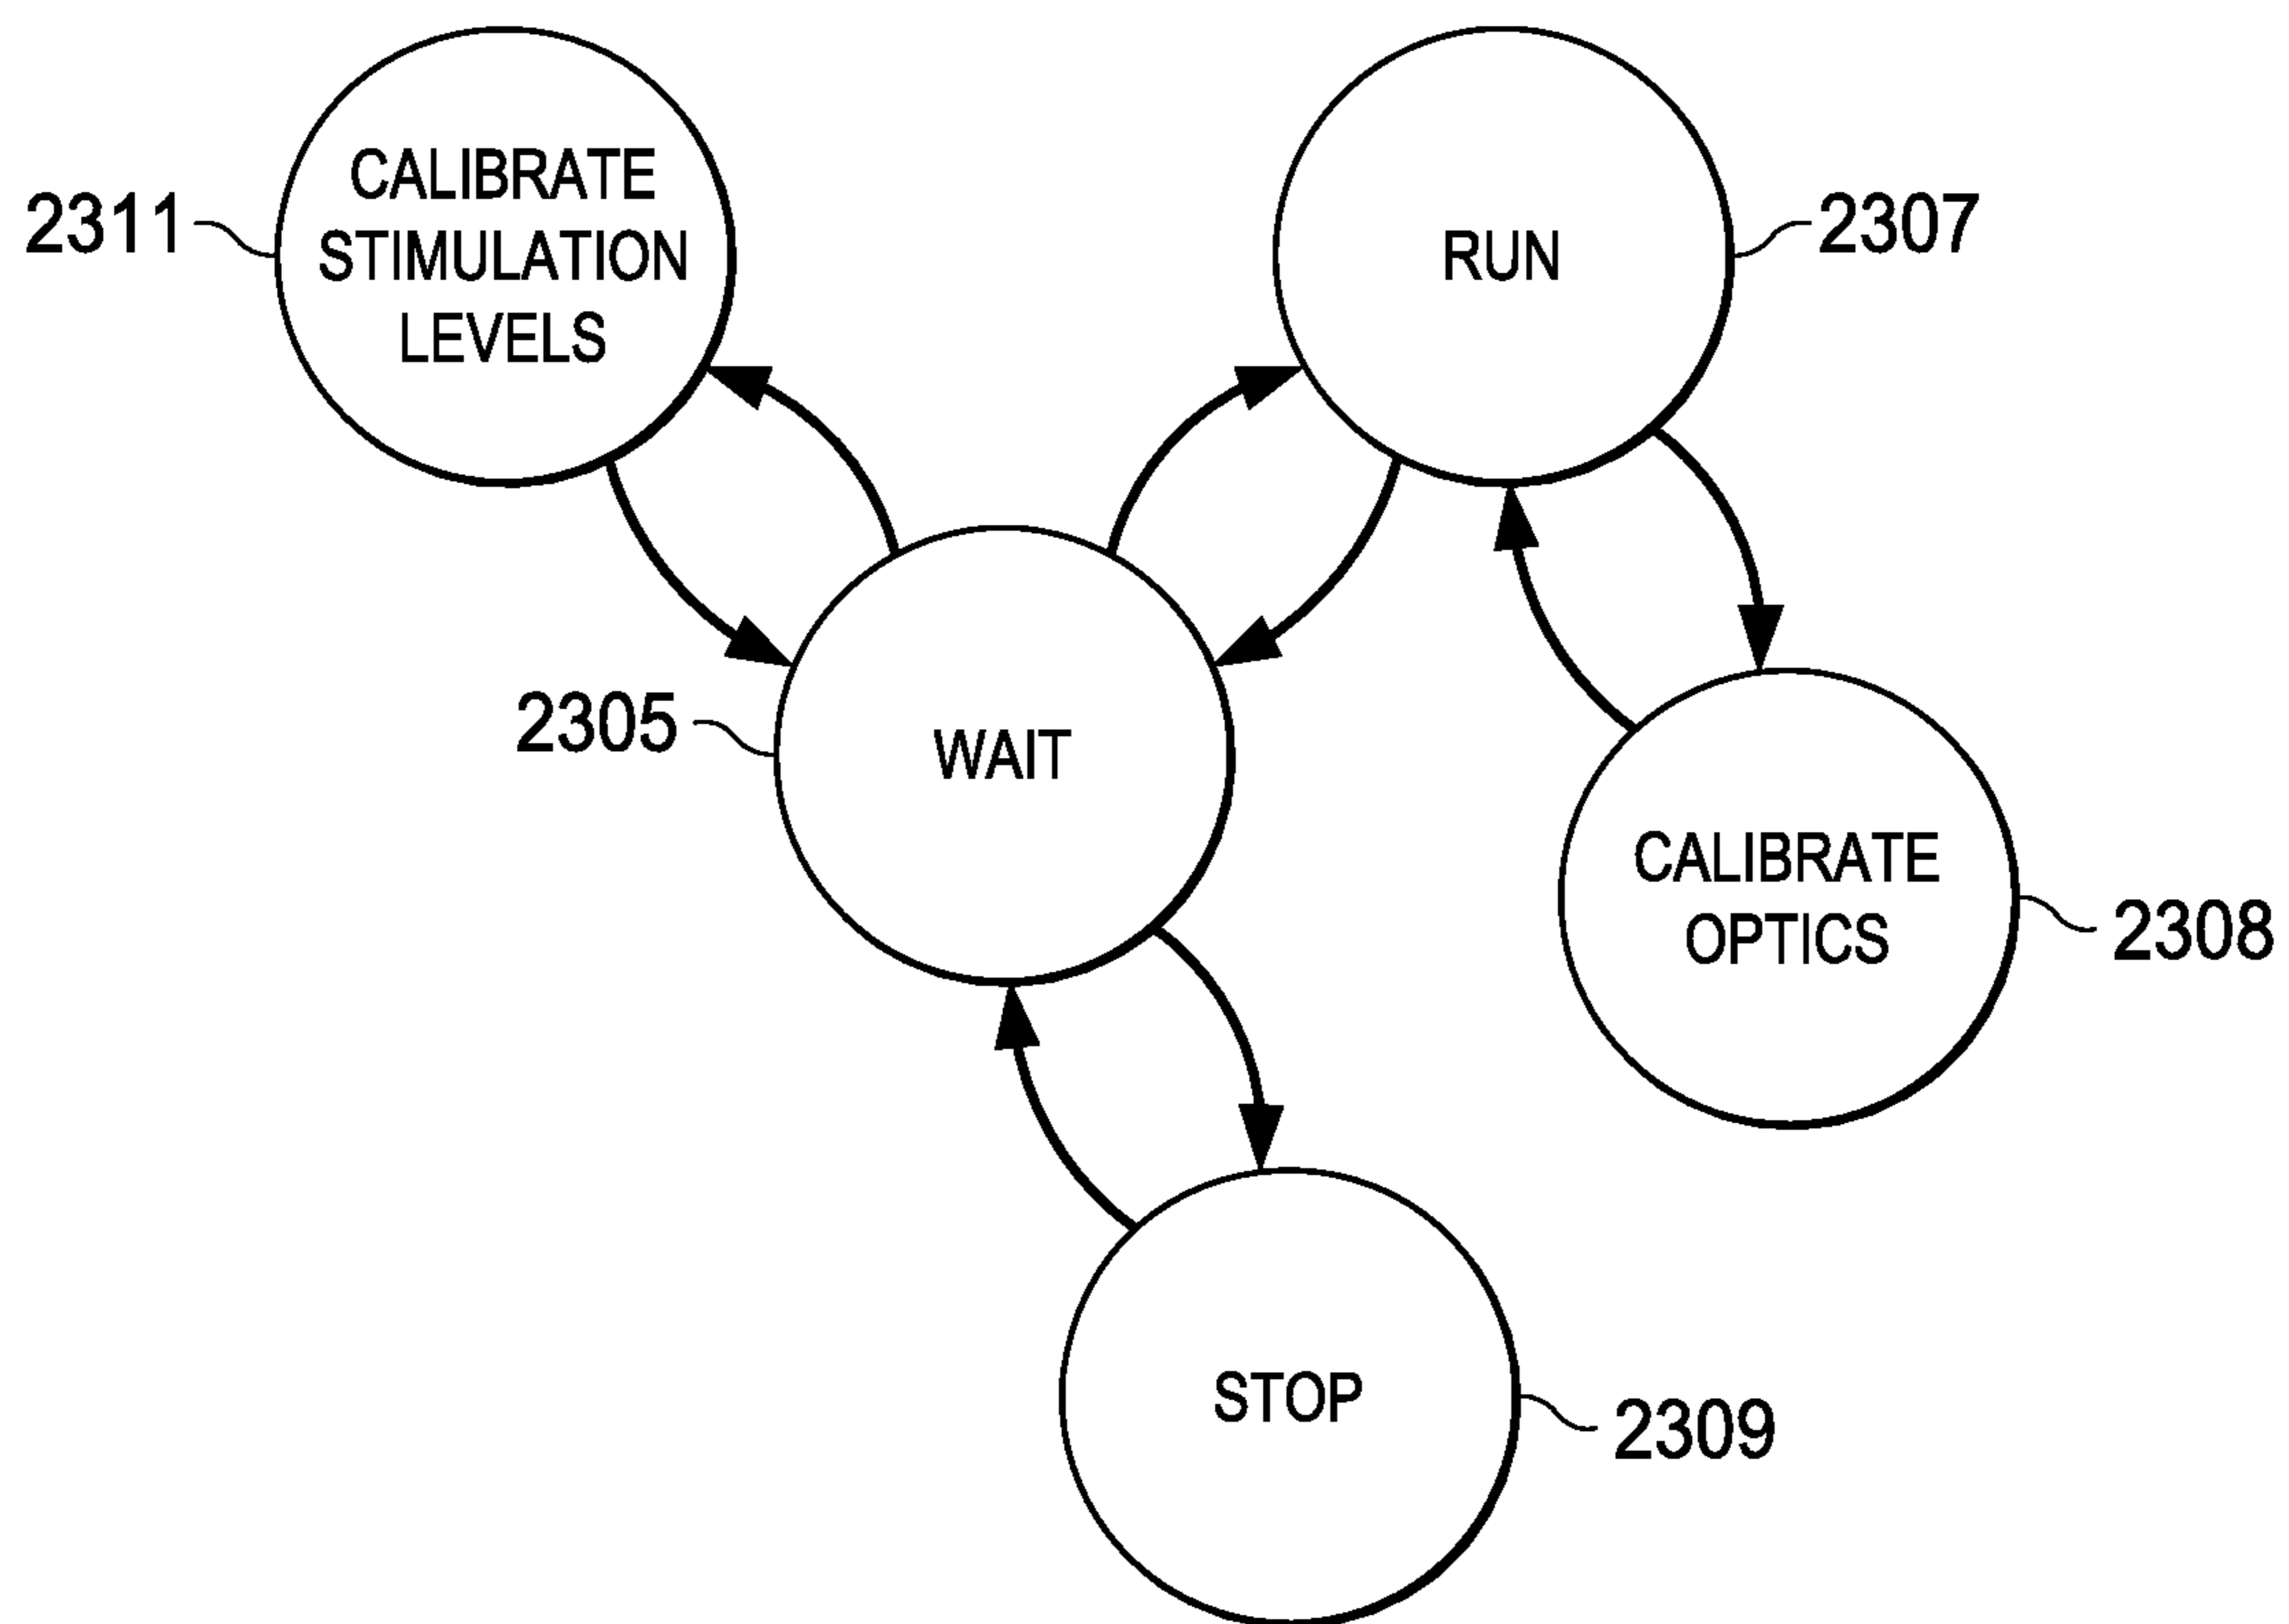 CALIBRATE
STIMULATION
LEVELS
2311
RUN
2307
2305
WAIT
CALIBRATE
OPTICS
2308
STOP
2309